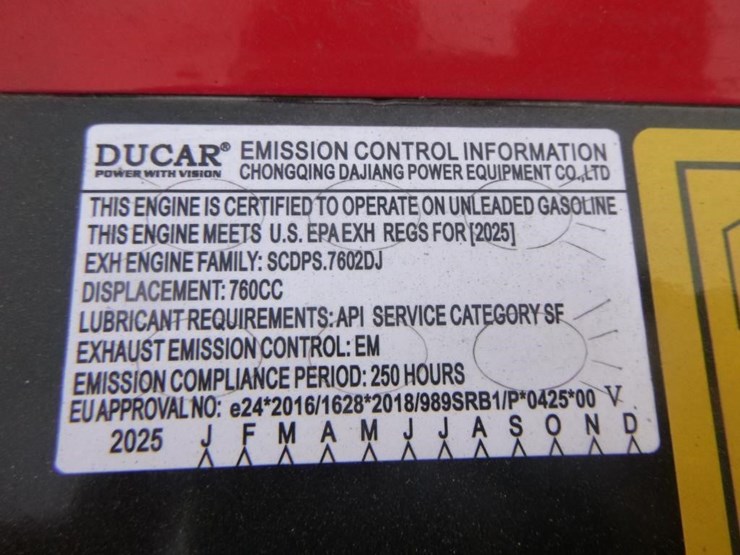 DUCAR® EMISSION CONTROL INFORMATION
POWER WITH VISION CHONGQING DAJIANG POWER EQUIPMENT CO.,LTD
THIS ENGINE IS CERTIFIED TO OPERATE ON UNLEADED GASOLINE
THIS ENGINE MEETS U.S. EPA EXH REGS FOR [2025]
EXH ENGINE FAMILY: SCDPS.7602DJ
DISPLACEMENT: 760CC
LUBRICANT REQUIREMENTS: API SERVICE CATEGORY SF
EXHAUST EMISSION CONTROL: EM
EMISSION COMPLIANCE PERIOD: 250 HOURS
EU APPROVAL NO: e24*2016/1628*2018/989SRB1/P*0425*00 V
2025 J F M A M J J A S O N D